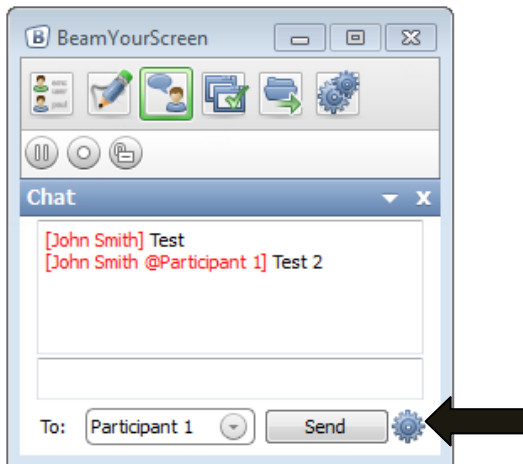 B BeamYourScreen
Chat
[John Smith] Test
[John Smith @Participant 1] Test 2
To: Participant 1 Send